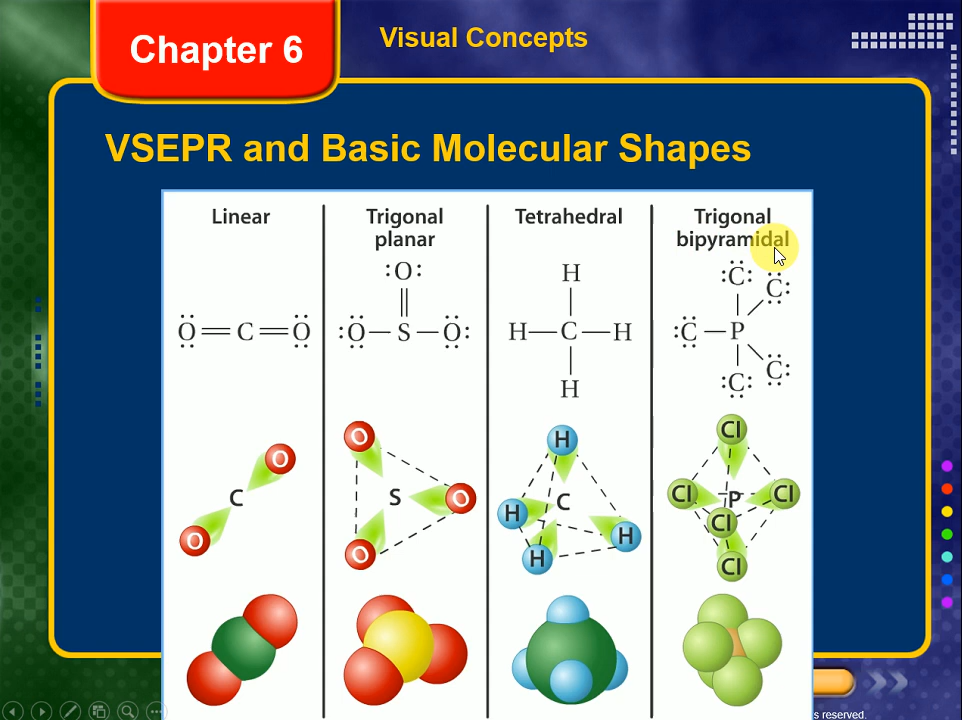 Chapter 6
Visual Concepts
VSEPR and Basic Molecular Shapes
Linear
Trigonal
planar
Tetrahedral
Trigonal
bipyramidal
:O:
H
:C: C:
O=C=O
:O—S—O:
H—C—H
:C—P
H
:C: C:
O
O
C
O
S
O
O
H
H
C
H
H
Cl
Cl
P
Cl
Cl
Cl
s reserved.